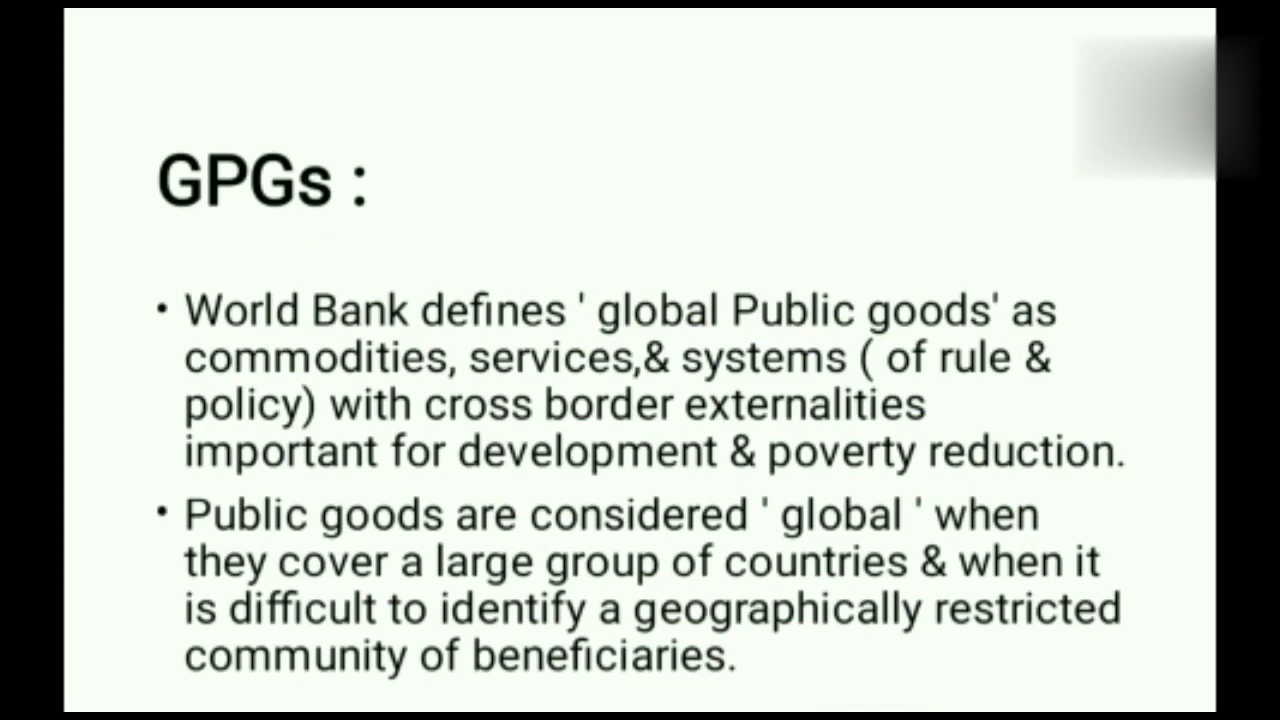 GPGs :
• World Bank defines ' global Public goods' as
commodities, services,& systems ( of rule &
policy) with cross border externalities
important for development & poverty reduction.
• Public goods are considered ' global ' when
they cover a large group of countries & when it
is difficult to identify a geographically restricted
community of beneficiaries.